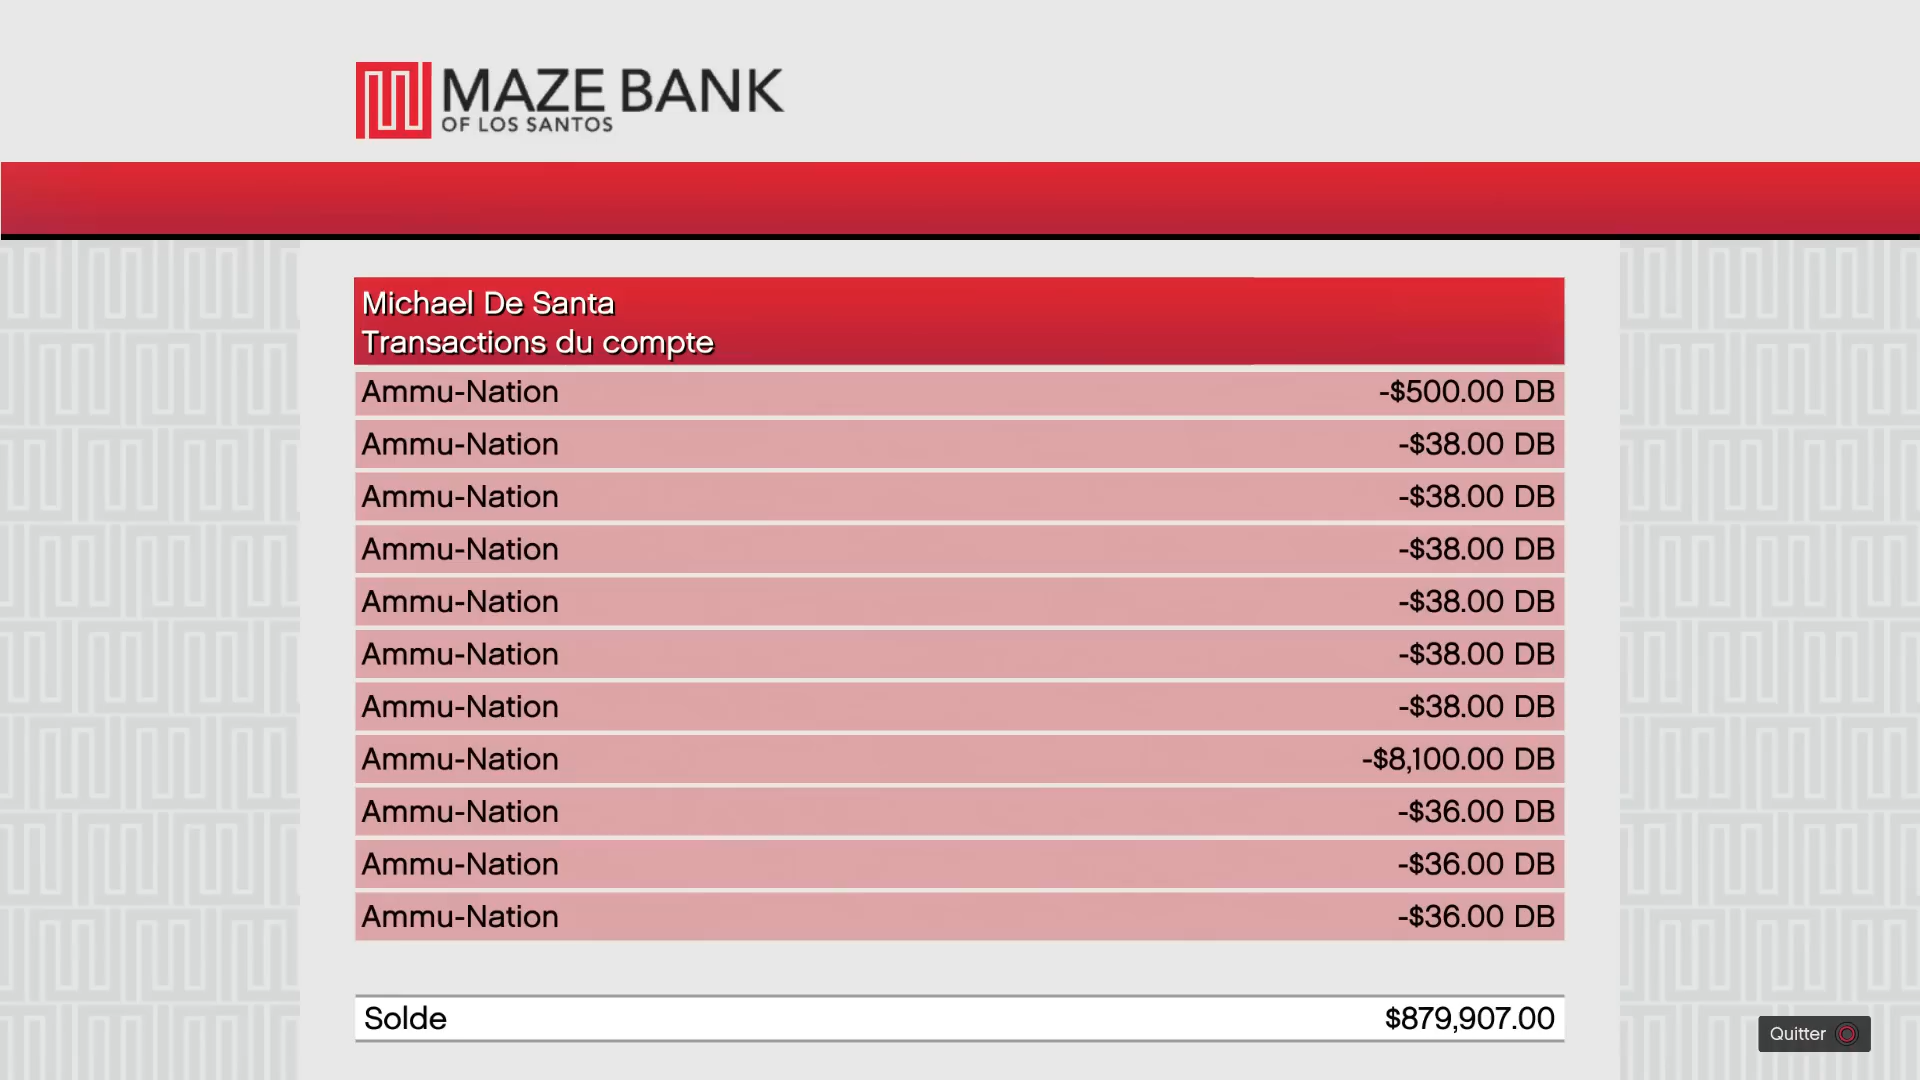 MAZE BANK
OF LOS SANTOS
Michael De Santa
Transactions du compte
Ammu-Nation -$500.00 DB
Ammu-Nation -$38.00 DB
Ammu-Nation -$38.00 DB
Ammu-Nation -$38.00 DB
Ammu-Nation -$38.00 DB
Ammu-Nation -$38.00 DB
Ammu-Nation -$38.00 DB
Ammu-Nation -$8,100.00 DB
Ammu-Nation -$36.00 DB
Ammu-Nation -$36.00 DB
Ammu-Nation -$36.00 DB
Solde $879,907.00
Quitter